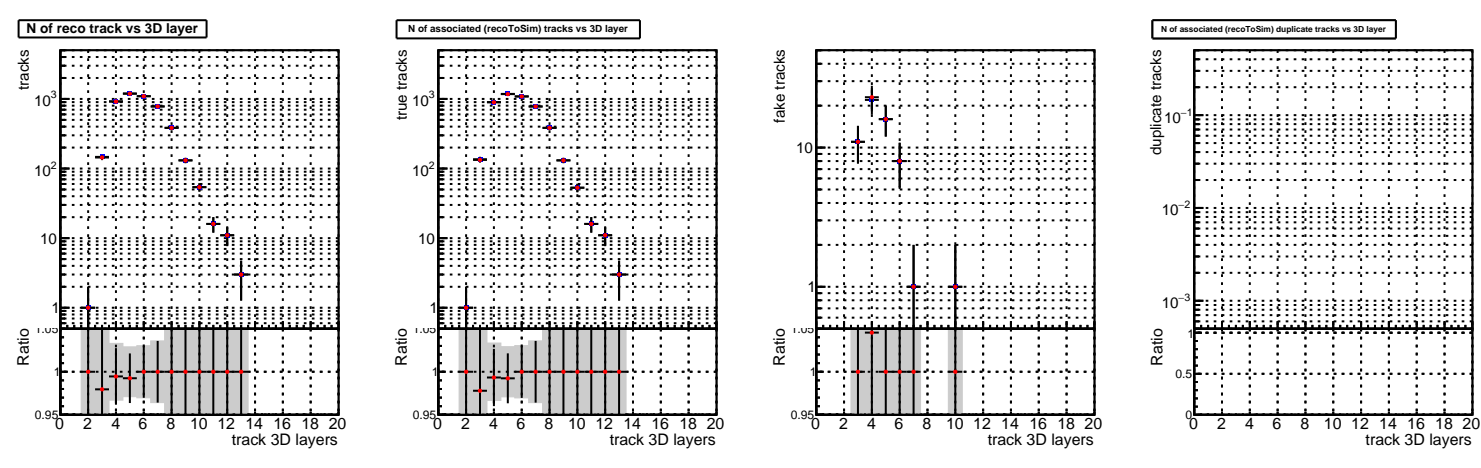 N of reco track vs 3D layer
tracks
10³
10²
10
1
1.05
Ratio
1
0.95
0 2 4 6 8 10 12 14 16 18 20
track 3D layers
N of associated (recoToSim) tracks vs 3D layer
true tracks
10³
10²
10
1
1.05
Ratio
1
0.95
0 2 4 6 8 10 12 14 16 18 20
track 3D layers
fake tracks
10
1
1.05
Ratio
1
0.95
0 2 4 6 8 10 12 14 16 18 20
track 3D layers
N of associated (recoToSim) duplicate tracks vs 3D layer
duplicate tracks
10⁻¹
10⁻²
10⁻³
Ratio
1
0.5
0
0 2 4 6 8 10 12 14 16 18 20
track 3D layers